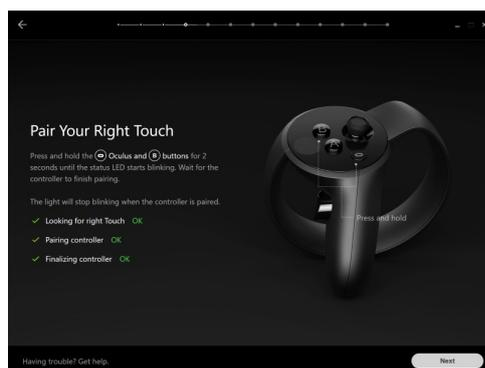 Pair Your Right Touch
Press and hold the Oculus and B buttons for 2
seconds until the status LED starts blinking. Wait for the
controller to finish pairing.
The light will stop blinking when the controller is paired.
Looking for right Touch OK
Pairing controller OK
Finalizing controller OK
B
A
Press and hold
Having trouble? Get help.
Next